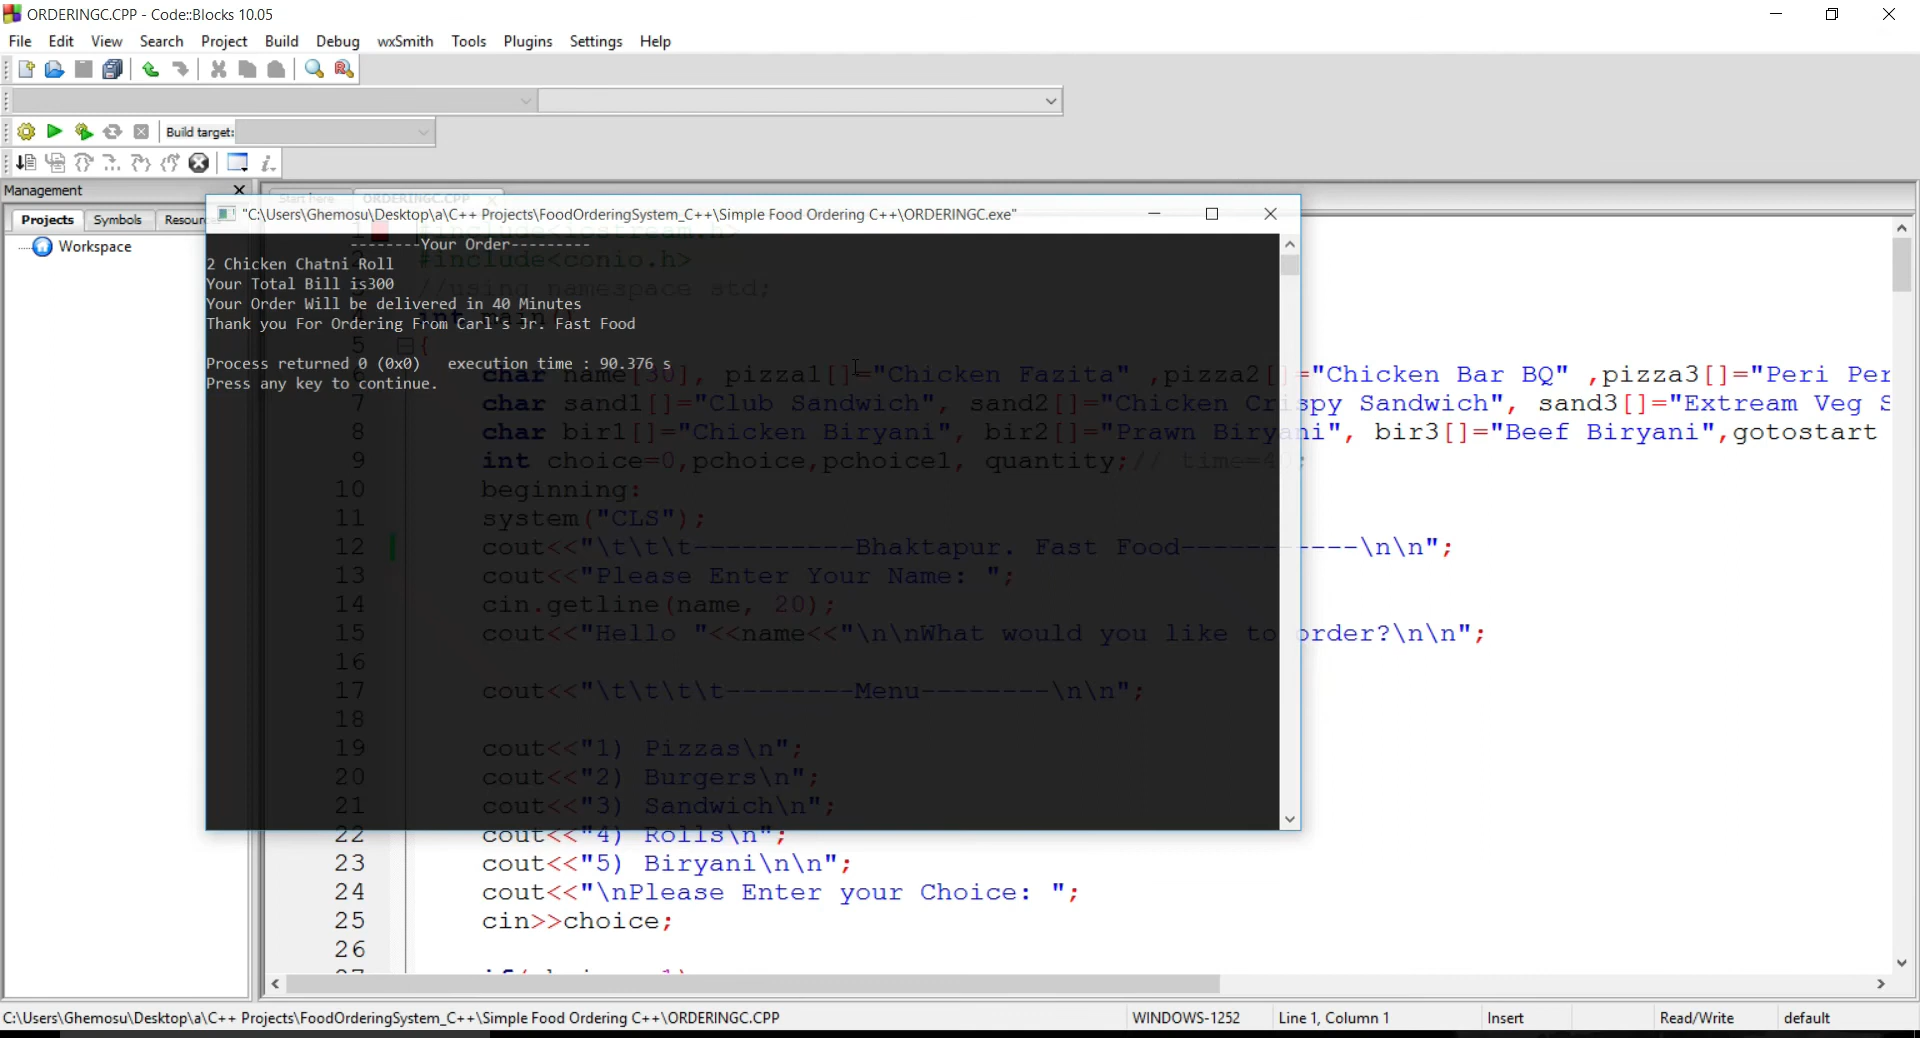 ORDERINGC.CPP - Code::Blocks 10.05
File Edit View Search Project Build Debug wxSmith Tools Plugins Settings Help
Build target:
Management
Start here ORDERINGC.CPP
Projects Symbols Resour
"C:\Users\Ghemosu\Desktop\a\C++ Projects\FoodOrderingSystem_C++\Simple Food Ordering C++\ORDERINGC.exe"
Workspace
--------Your Order---------
2 Chicken Chatni Roll
Your Total Bill is300
Your Order Will be delivered in 40 Minutes
Thank you For Ordering From Carl's Jr. Fast Food
Process returned 0 (0x0) execution time : 90.376 s
Press any key to continue.
1 #include<iostream.h>
#include<conio.h>
//using namespace std;
int main()
5 {
char name[50], pizza1[]="Chicken Fazita" ,pizza2[]="Chicken Bar BQ" ,pizza3[]="Peri Per
7 char sand1[]="Club Sandwich", sand2[]="Chicken Crispy Sandwich", sand3[]="Extream Veg S
8 char bir1[]="Chicken Biryani", bir2[]="Prawn Biryani", bir3[]="Beef Biryani",gotostart
9 int choice=0,pchoice,pchoice1, quantity;// time=40;
10 beginning:
11 system("CLS");
12 cout<<"\t\t\t----------Bhaktapur. Fast Food-----------\n\n";
13 cout<<"Please Enter Your Name: ";
14 cin.getline(name, 20);
15 cout<<"Hello "<<name<<"\n\nWhat would you like to order?\n\n";
16
17 cout<<"\t\t\t\t--------Menu--------\n\n";
18
19 cout<<"1) Pizzas\n";
20 cout<<"2) Burgers\n";
21 cout<<"3) Sandwich\n";
22 cout<<"4) Rolls\n";
23 cout<<"5) Biryani\n\n";
24 cout<<"\nPlease Enter your Choice: ";
25 cin>>choice;
26
C:\Users\Ghemosu\Desktop\a\C++ Projects\FoodOrderingSystem_C++\Simple Food Ordering C++\ORDERINGC.CPP WINDOWS-1252 Line 1, Column 1 Insert Read/Write default